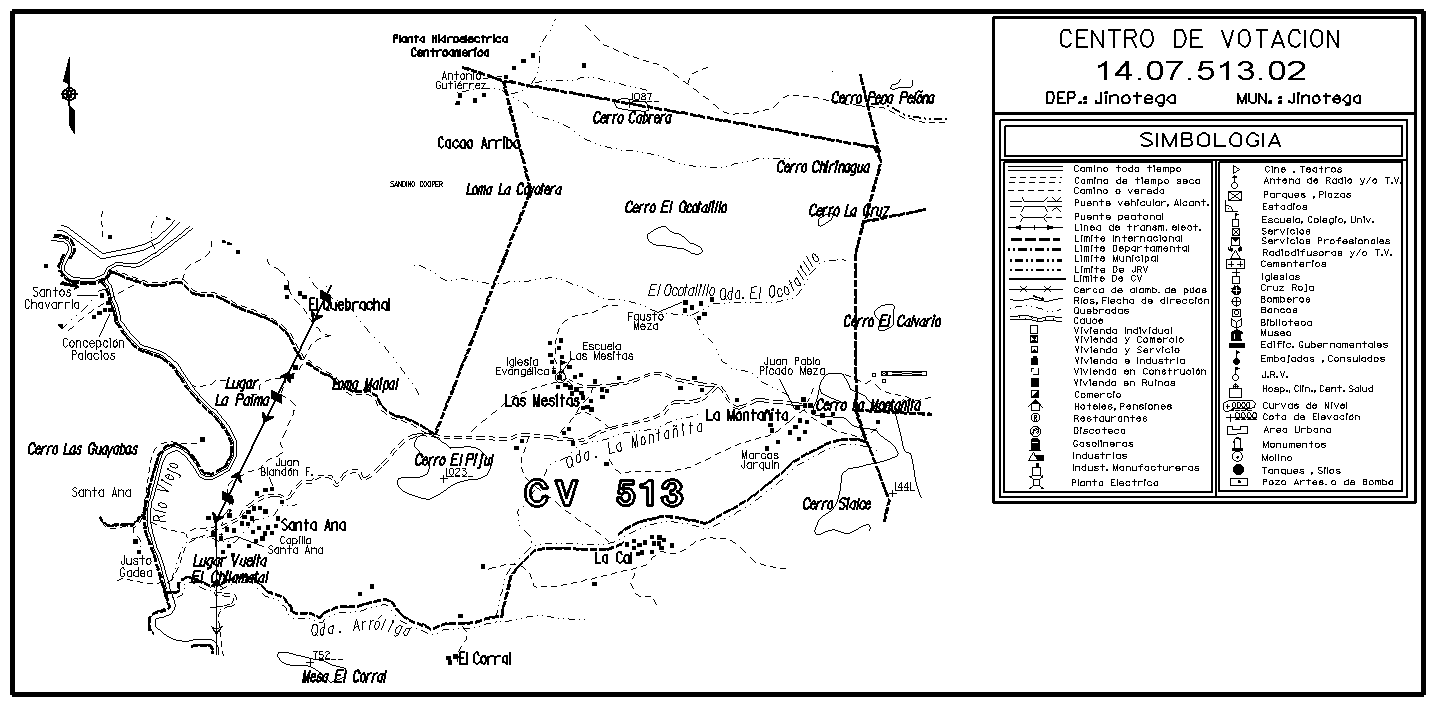 CENTRO DE VOTACION
14.07.513.02
DEP.: Jinotega MUN.: Jinotega
SIMBOLOGIA
Camino todo tiempo
Camino de tiempo seco
Camino o vereda
Puente vehicular, Alcant.
Puente peatonal
Linea de transm. elect.
Limite Internacional
Limite Departamental
Limite Municipal
Limite De JRV
Limite De CV
Cerca de alamb. de puas
Rios, Flecha de dirección
Quebradas
Cauce
Vivienda Individual
Vivienda y Comercio
Vivienda y Servicio
Vivienda e Industria
Vivienda en Construción
Vivienda en Ruinas
Comercio
Hoteles, Pensiones
Restaurantes
Discoteca
Gasolineras
Industrias
Indust. Manufactureras
Planta Electrica
Cine . Teatros
Antena de Radio y/o T.V.
Parques , Plazas
Estadios
Escuela, Colegio, Univ.
Servicios
Servicios Profesionales
Radiodifusoras y/o T.V.
Cementerios
Iglesias
Cruz Roja
Bomberos
Bancos
Biblioteca
Museo
Edific. Gubernamentales
Embajadas , Consulados
J.R.V.
Hosp., Clin., Cent. Salud
Curvas de Nivel
Cota de Elevación
Area Urbana
Monumentos
Molino
Tanques , Silos
Pozo Artes. o de Bomba
Planta Hidroelectrica
Centroamerica
Antonio
Gutiérrez
1087
Cerro Cabrera
Cerro Pena Pelona
Cacao Arriba
Cerro Chirinagua
SANDINO COOPER
Loma La Cayotera
Cerro El Ocotalillo
Cerro La Cruz
Santos
Chavarría
El Quebrachal
El Ocotalillo
Qda. El Ocotalillo
Fausto
Meza
Cerro El Calvario
Concepción
Palacios
Escuela
Las Mesitas
Iglesia
Evangélica
Juan Pablo
Picado Meza
Lugar
La Palma
Loma Malpai
Las Mesitas
La Montañita
Cerro La Montañita
Qda. La Montañita
Cerro Las Guayabas
Cerro El Pijul
1023
Juan
Blandón F.
Marcos
Jarquin
Santa Ana
Rio Viejo
CV 513
Cerro Slaice
Santa Ana
Capilla
Santa Ana
Justo
Gadea
Lugar Vuelta
El Chilamatal
La Cal
Qda. Arróliga
752
Mesa El Corral
El Corral